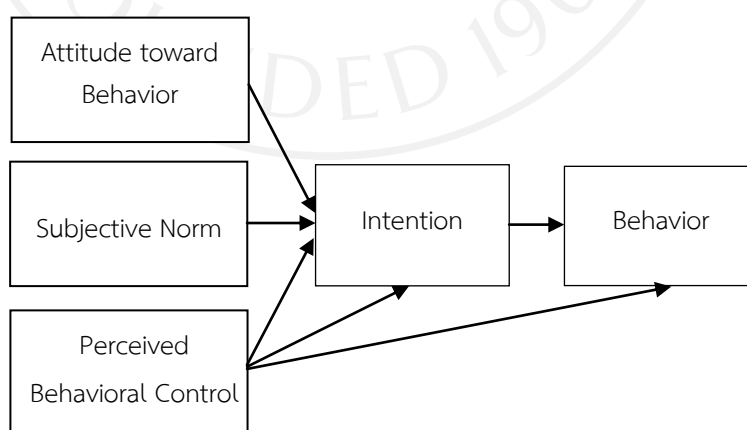 Attitude toward
Behavior
Subjective Norm
Intention
Behavior
Perceived
Behavioral Control